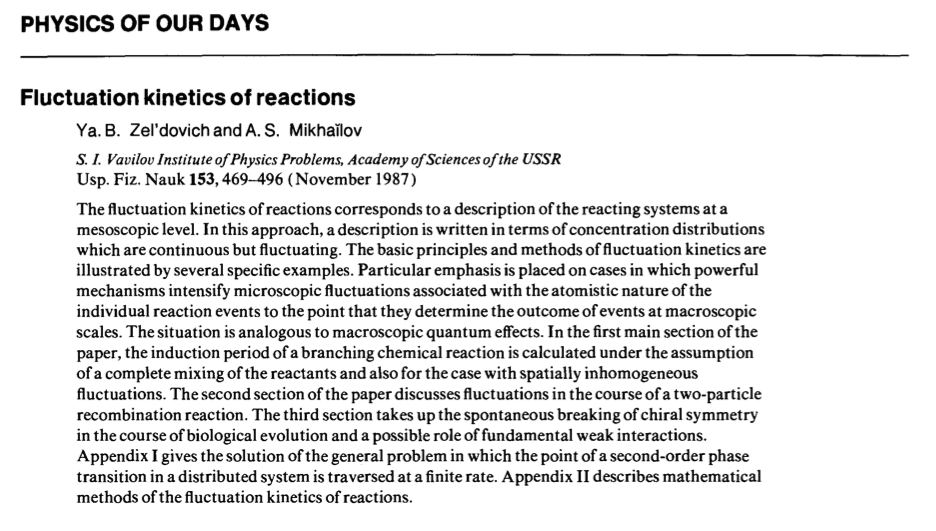 PHYSICS OF OUR DAYS
Fluctuation kinetics of reactions
Ya. B. Zel'dovich and A. S. Mikhaĭlov
S. I. Vavilov Institute of Physics Problems, Academy of Sciences of the USSR
Usp. Fiz. Nauk 153, 469–496 (November 1987)
The fluctuation kinetics of reactions corresponds to a description of the reacting systems at a
mesoscopic level. In this approach, a description is written in terms of concentration distributions
which are continuous but fluctuating. The basic principles and methods of fluctuation kinetics are
illustrated by several specific examples. Particular emphasis is placed on cases in which powerful
mechanisms intensify microscopic fluctuations associated with the atomistic nature of the
individual reaction events to the point that they determine the outcome of events at macroscopic
scales. The situation is analogous to macroscopic quantum effects. In the first main section of the
paper, the induction period of a branching chemical reaction is calculated under the assumption
of a complete mixing of the reactants and also for the case with spatially inhomogeneous
fluctuations. The second section of the paper discusses fluctuations in the course of a two-particle
recombination reaction. The third section takes up the spontaneous breaking of chiral symmetry
in the course of biological evolution and a possible role of fundamental weak interactions.
Appendix I gives the solution of the general problem in which the point of a second-order phase
transition in a distributed system is traversed at a finite rate. Appendix II describes mathematical
methods of the fluctuation kinetics of reactions.